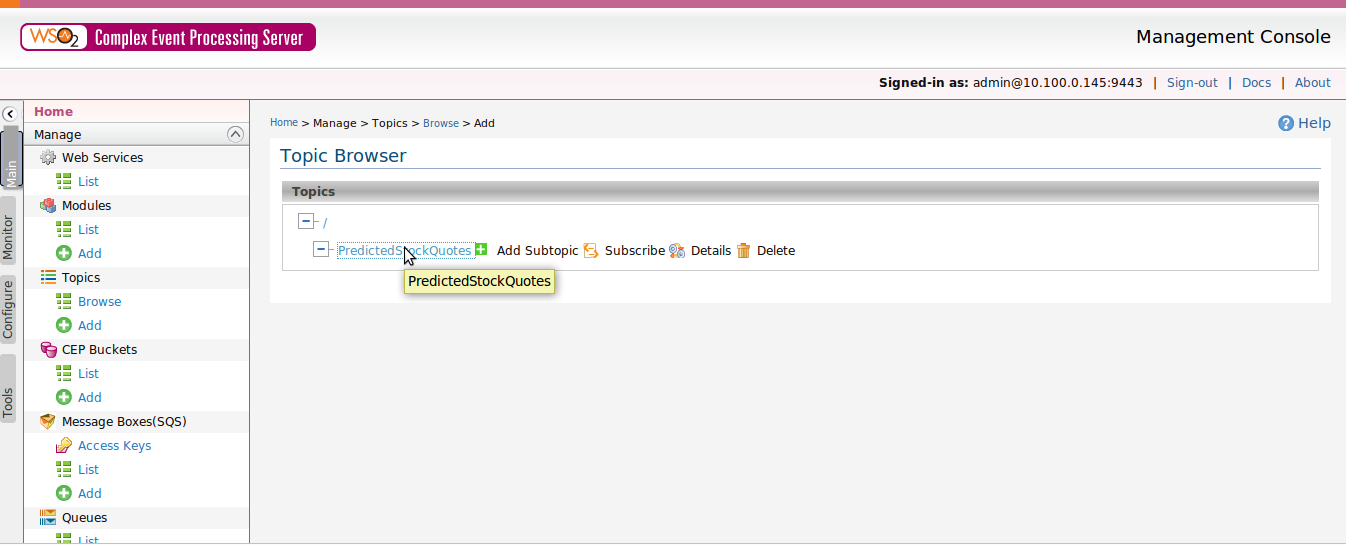 WSO2 Complex Event Processing Server
Management Console
Signed-in as: admin@10.100.0.145:9443 | Sign-out | Docs | About
Home
Manage
Web Services
List
Modules
List
Add
Topics
Browse
Add
CEP Buckets
List
Add
Message Boxes(SQS)
Access Keys
List
Add
Queues
List
Main
Monitor
Configure
Tools
Home > Manage > Topics > Browse > Add
Help
Topic Browser
Topics
/
PredictedStockQuotes Add Subtopic Subscribe Details Delete
PredictedStockQuotes